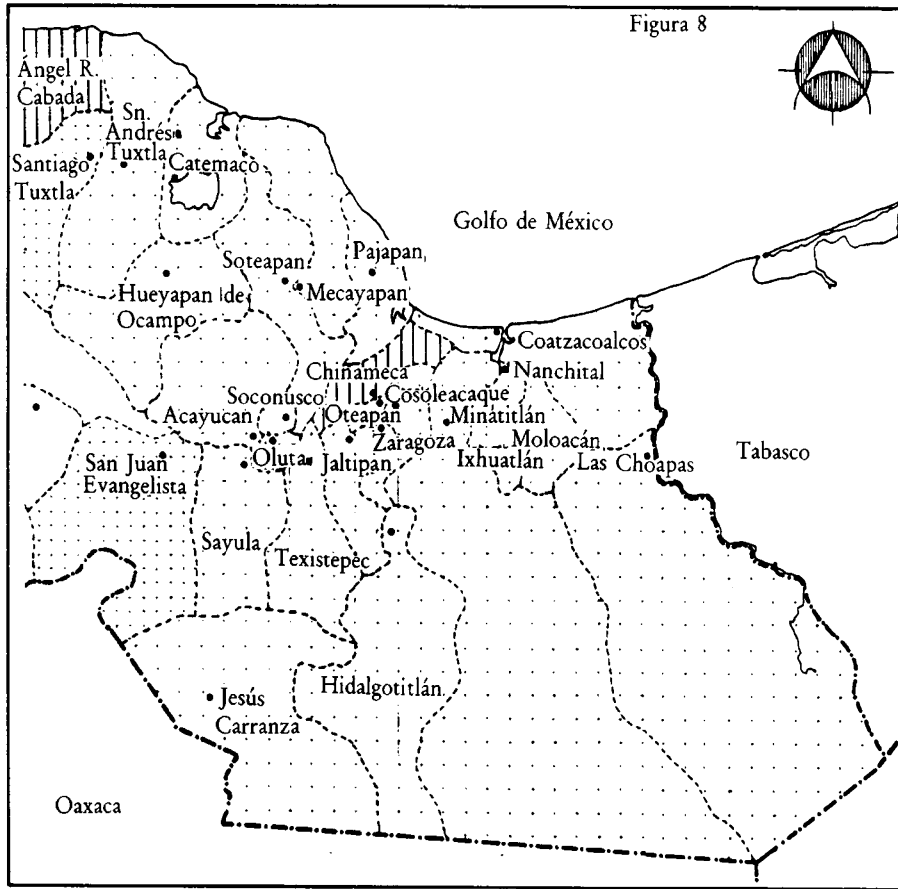 Figura 8
Ángel R.
Cabada
Sn.
Andrés
Tuxtla
Santiago
Tuxtla
Catemaco
Golfo de México
Pajapan
Soteapan
Mecayapan
Hueyapan de
Ocampo
Coatzacoalcos
Nanchital
Chinameca
Cosoleacaque
Soconusco
Oteapan
Minatitlán
Acayucan
Zaragoza
Moloacán
Tabasco
San Juan
Evangelista
Oluta
Jaltipan
Ixhuatlán
Las Choapas
Sayula
Texistepec
Hidalgotitlán
Jesús
Carranza
Oaxaca